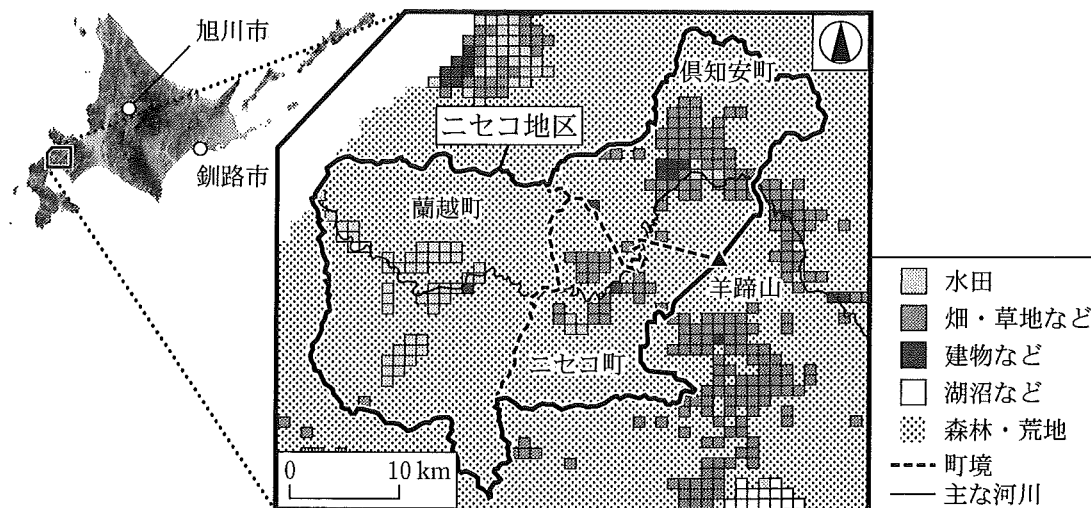 旭川市
釧路市
倶知安町
ニセコ地区
蘭越町
羊蹄山
ニセコ町
0 10 km
水田
畑・草地など
建物など
湖沼など
森林・荒地
町境
主な河川